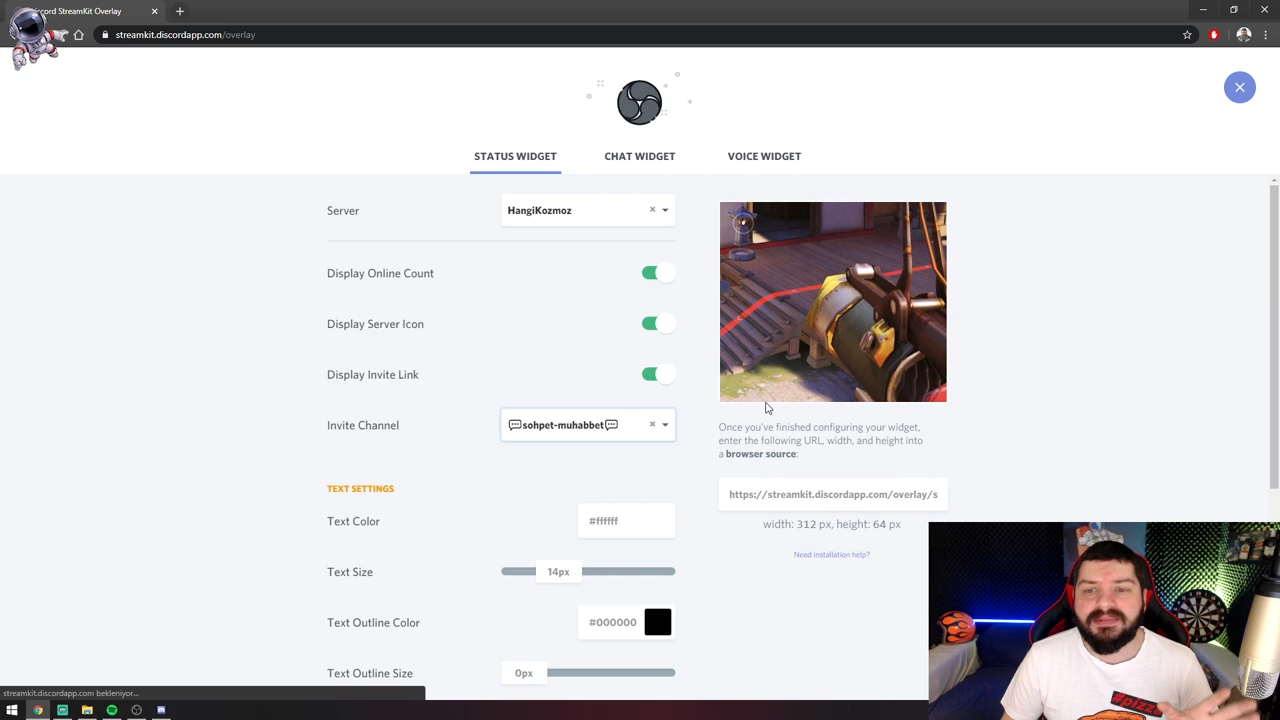 Discord StreamKit Overlay
streamkit.discordapp.com/overlay
STATUS WIDGET
CHAT WIDGET
VOICE WIDGET
Server
HangiKozmoz
Display Online Count
Display Server Icon
Display Invite Link
Invite Channel
💬sohpet-muhabbet💬
TEXT SETTINGS
Text Color
#ffffff
Text Size
14px
Text Outline Color
#000000
Text Outline Size
0px
Once you've finished configuring your widget,
enter the following URL, width, and height into
a browser source:
https://streamkit.discordapp.com/overlay/s
width: 312 px, height: 64 px
Need installation help?
streamkit.discordapp.com bekleniyor...